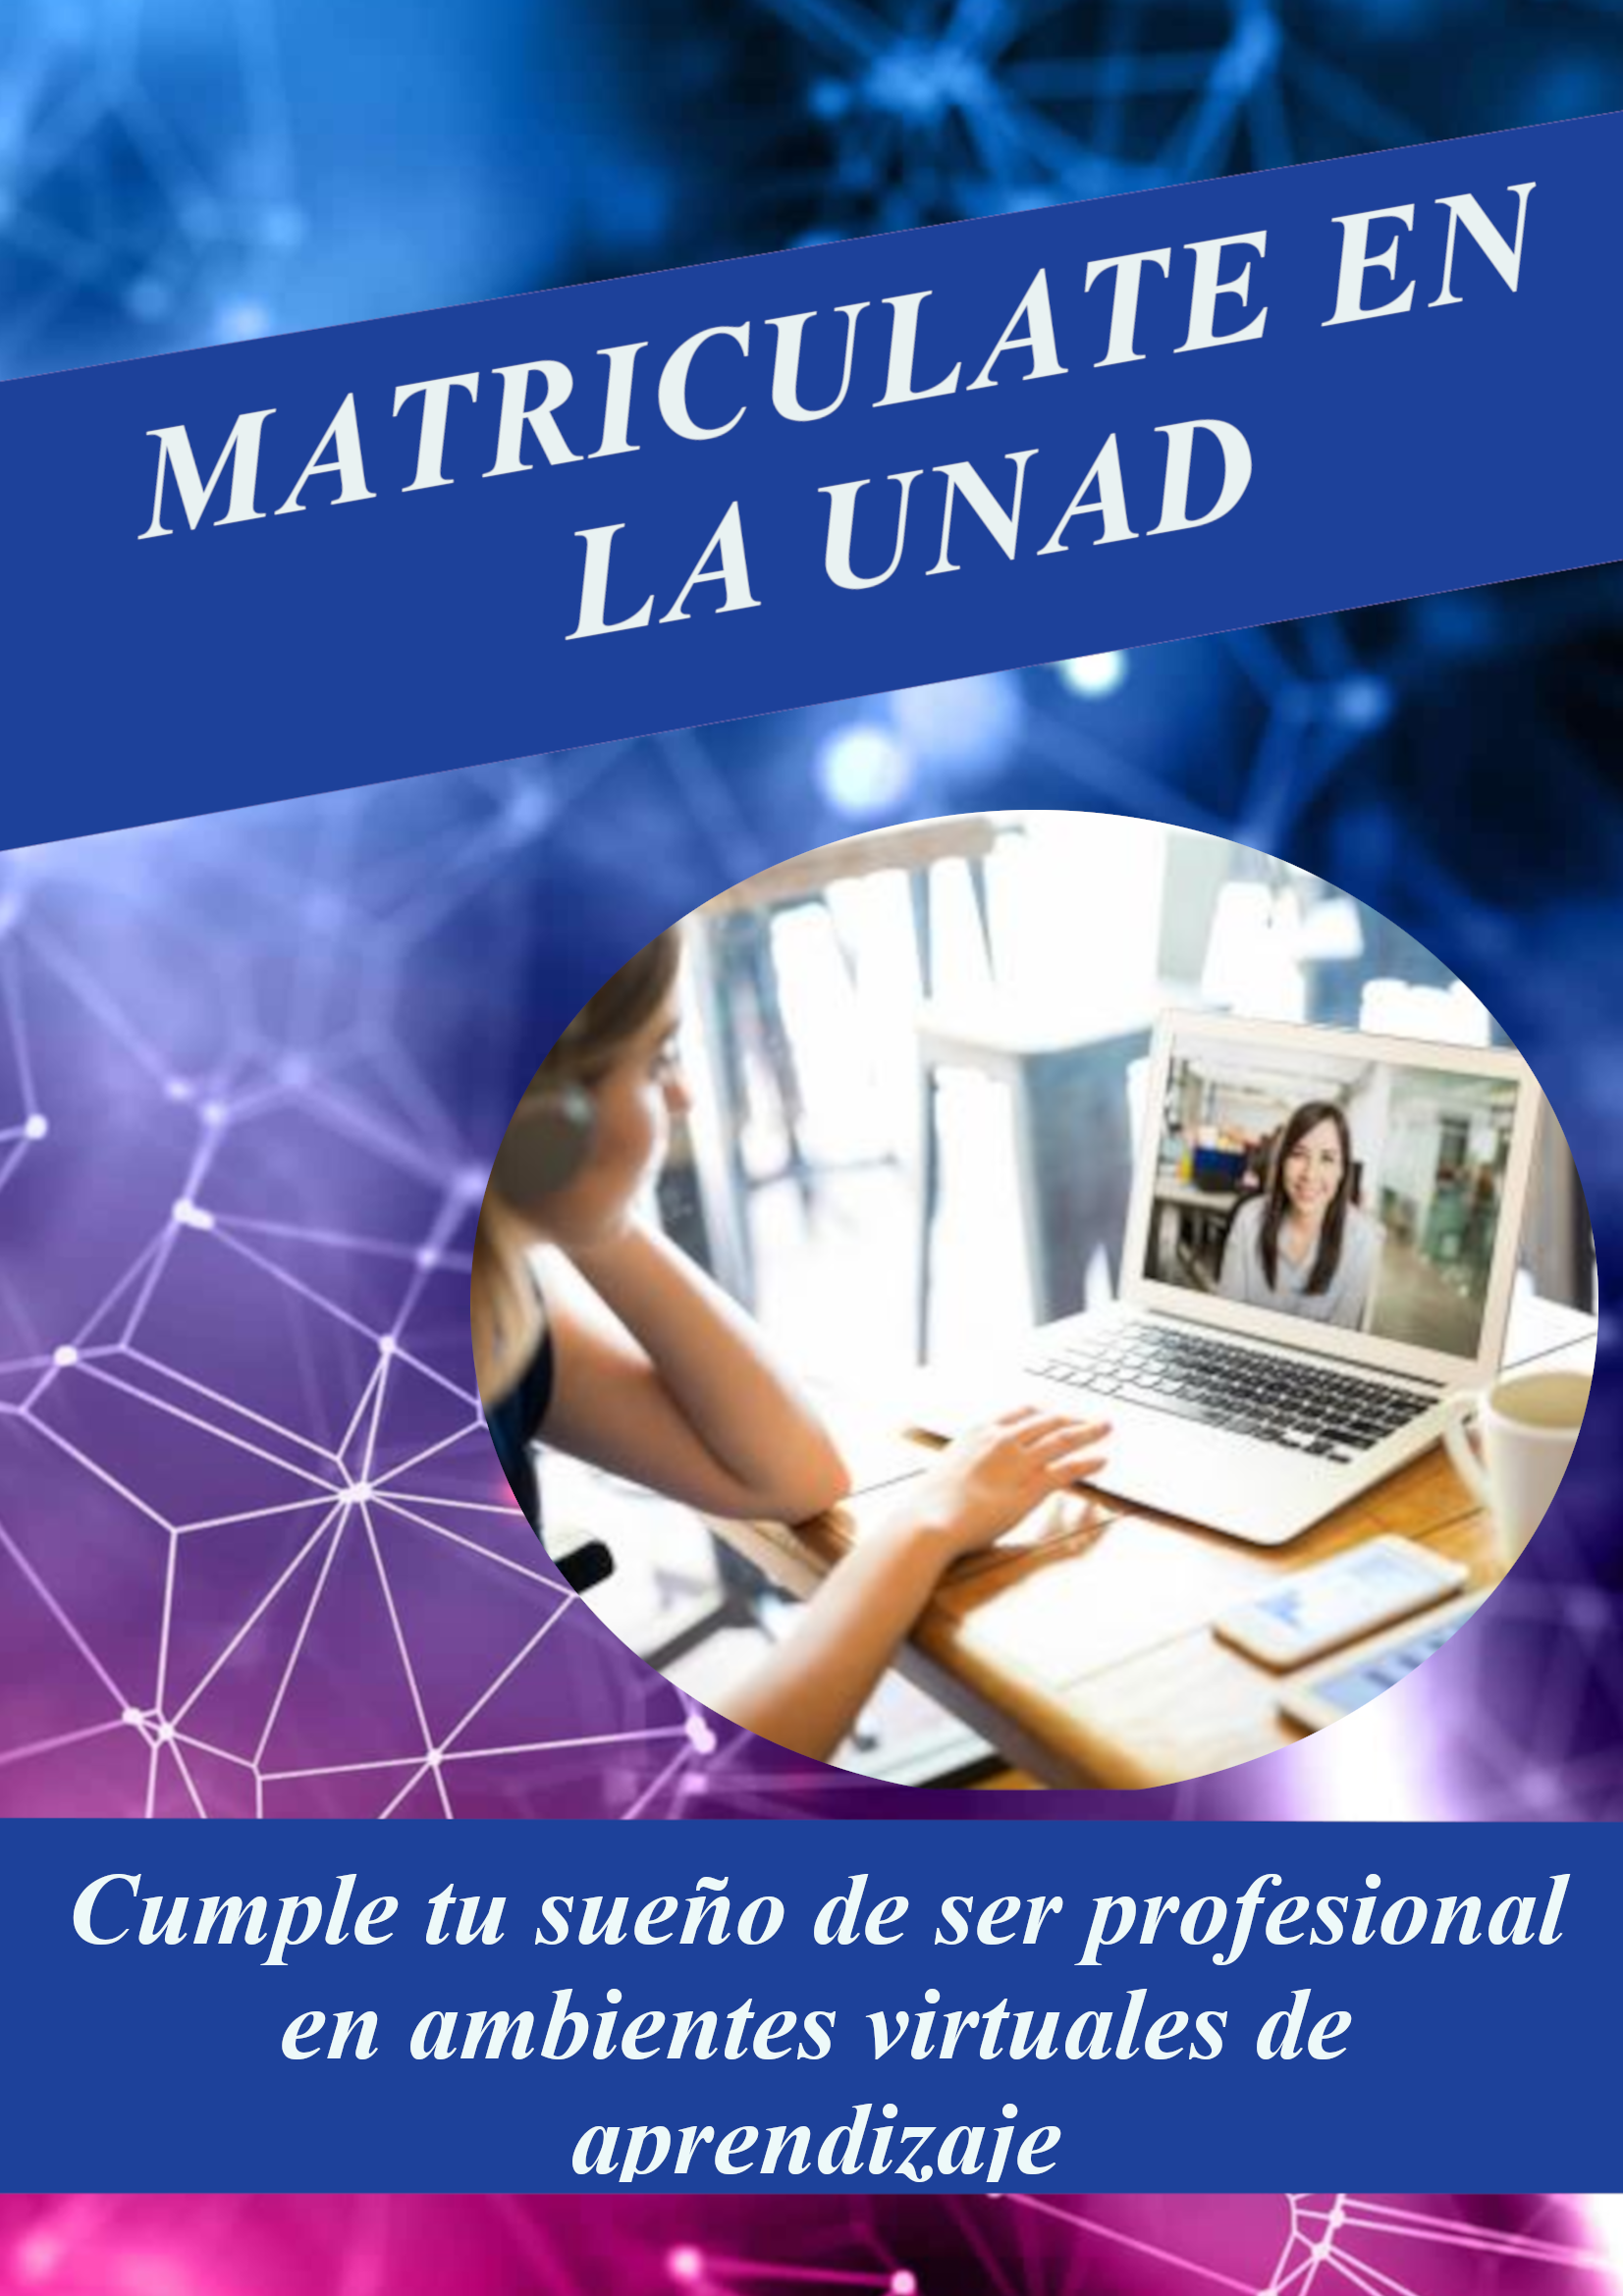 MATRICULATE EN
LA UNAD
Cumple tu sueño de ser profesional
en ambientes virtuales de
aprendizaje